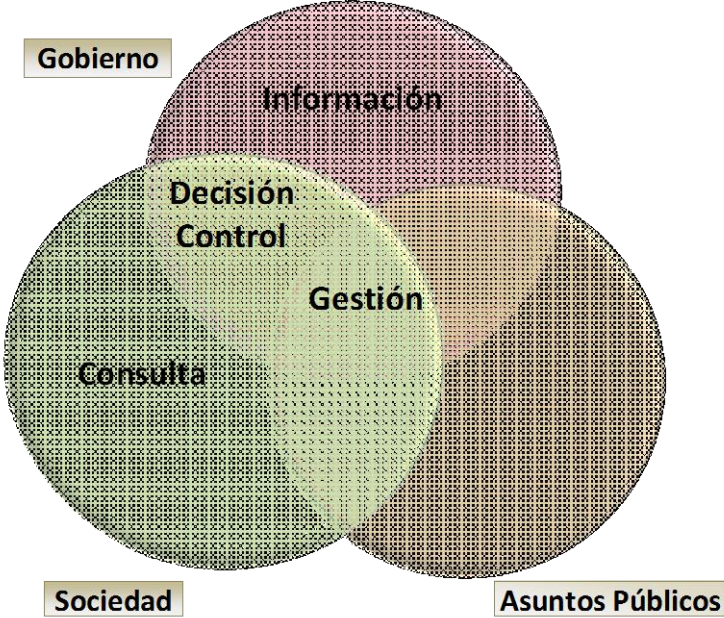 Gobierno
Información
Decisión
Control
Gestión
Consulta
Sociedad
Asuntos Públicos